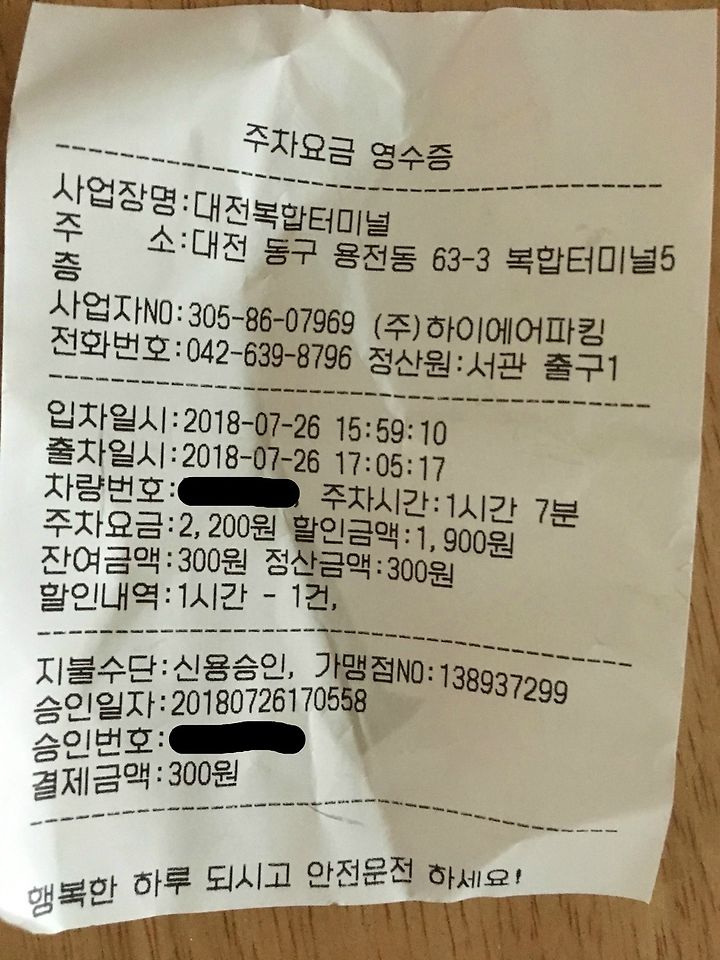 주차요금 영수증
사업장명:대전복합터미널
주 소:대전 동구 용전동 63-3 복합터미널5
층
사업자NO:305-86-07969 (주)하이에어파킹
전화번호:042-639-8796 정산원:서관 출구1
입차일시:2018-07-26 15:59:10
출차일시:2018-07-26 17:05:17
차량번호: , 주차시간:1시간 7분
주차요금:2,200원 할인금액:1,900원
잔여금액:300원 정산금액:300원
할인내역:1시간 - 1건,
지불수단:신용승인, 가맹점NO:138937299
승인일자:20180726170558
승인번호:
결제금액:300원
행복한 하루 되시고 안전운전 하세요!